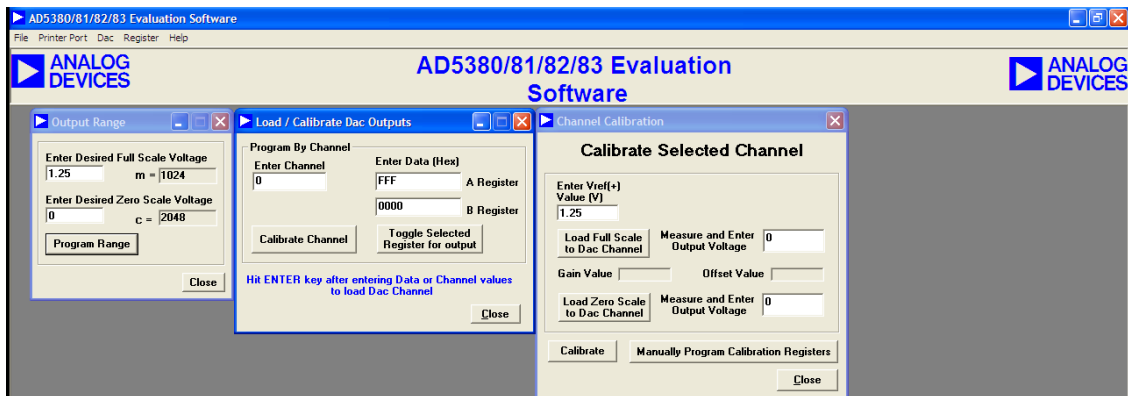 AD5380/81/82/83 Evaluation Software
File Printer Port Dac Register Help
ANALOG
DEVICES
AD5380/81/82/83 Evaluation
Software
ANALOG
DEVICES
Output Range
Enter Desired Full Scale Voltage
1.25 m = 1024
Enter Desired Zero Scale Voltage
0 c = 2048
Program Range
Close
Load / Calibrate Dac Outputs
Program By Channel
Enter Channel
0
Enter Data (Hex)
FFF A Register
0000 B Register
Calibrate Channel
Toggle Selected
Register for output
Hit ENTER key after entering Data or Channel values
to load Dac Channel
Close
Channel Calibration
Calibrate Selected Channel
Enter Vref(+)
Value (V)
1.25
Load Full Scale
to Dac Channel
Measure and Enter
Output Voltage
0
Gain Value Offset Value
Load Zero Scale
to Dac Channel
Measure and Enter
Output Voltage
0
Calibrate
Manually Program Calibration Registers
Close